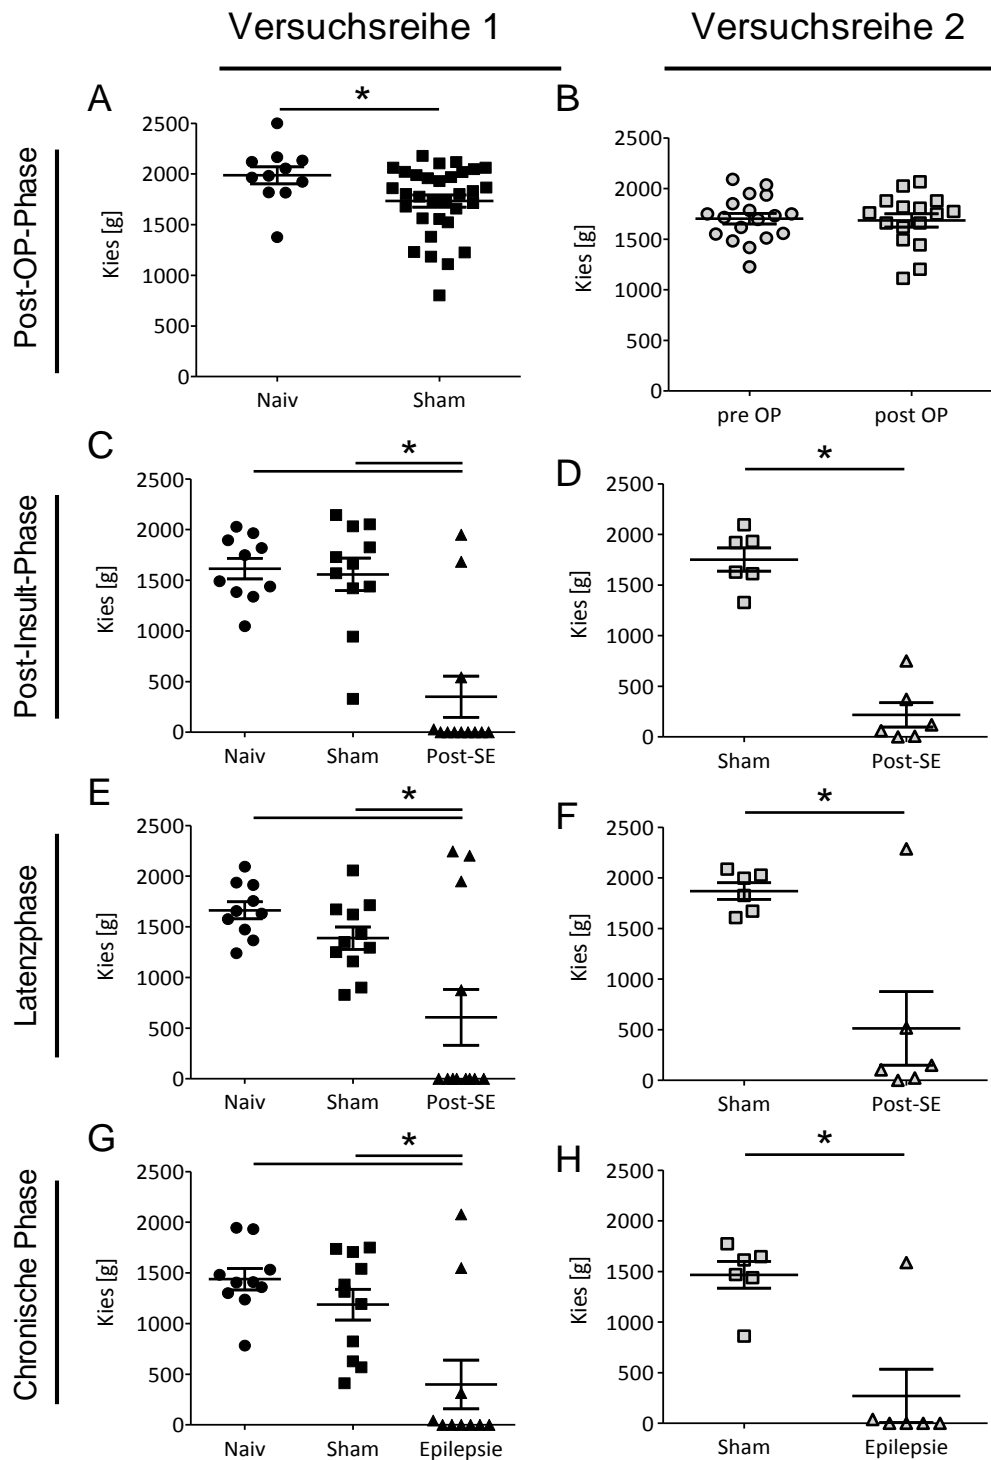 Versuchsreihe 1
Versuchsreihe 2
Post-OP-Phase
A
*
Kies [g]
2500
2000
1500
1000
500
0
Naiv
Sham
B
Kies [g]
2500
2000
1500
1000
500
0
pre OP
post OP
Post-Insult-Phase
C
*
Kies [g]
2500
2000
1500
1000
500
0
Naiv
Sham
Post-SE
D
*
Kies [g]
2500
2000
1500
1000
500
0
Sham
Post-SE
Latenzphase
E
*
Kies [g]
2500
2000
1500
1000
500
0
Naiv
Sham
Post-SE
F
*
Kies [g]
2500
2000
1500
1000
500
0
Sham
Post-SE
Chronische Phase
G
*
Kies [g]
2500
2000
1500
1000
500
0
Naiv
Sham
Epilepsie
H
*
Kies [g]
2500
2000
1500
1000
500
0
Sham
Epilepsie